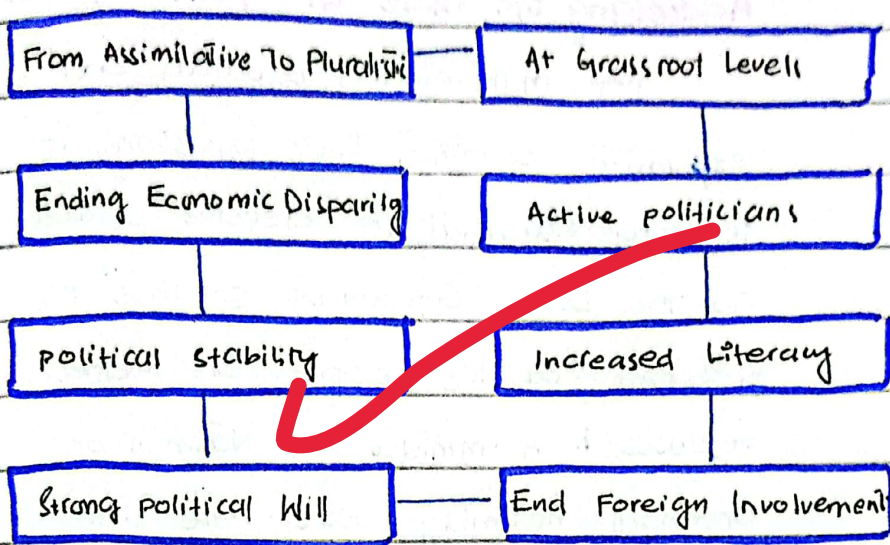 From Assimilative To Pluralistic
At Grassroot Levels
Ending Economic Disparity
Active politicians
political stability
Increased Literacy
Strong political Will
End Foreign Involvement